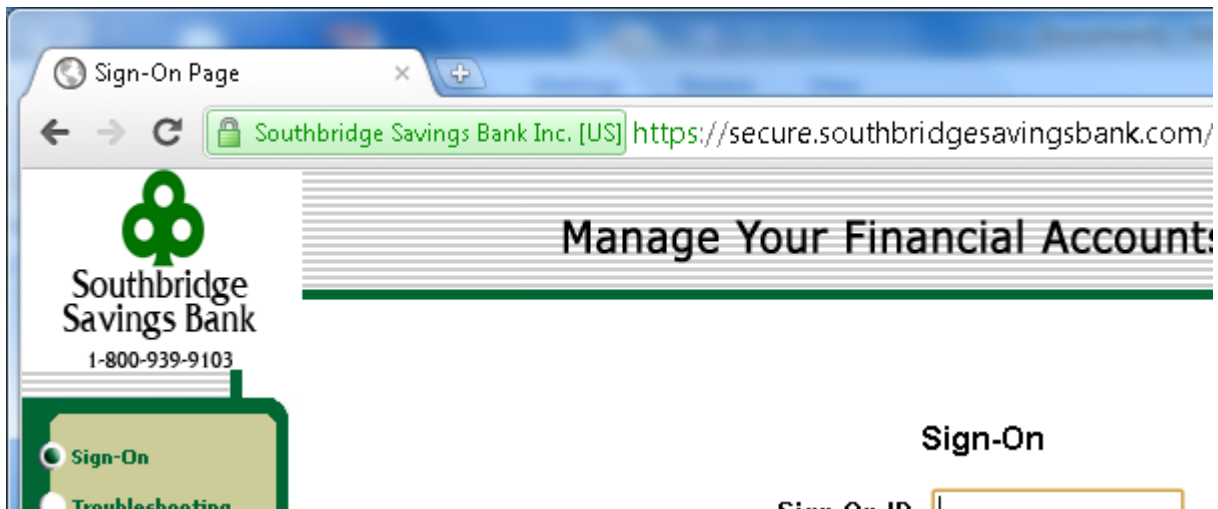 Sign-On Page
Southbridge Savings Bank Inc. [US] https://secure.southbridgesavingsbank.com/
Manage Your Financial Accounts
Southbridge
Savings Bank
1-800-939-9103
Sign-On
Sign-On
Troubleshooting
Sign-On ID